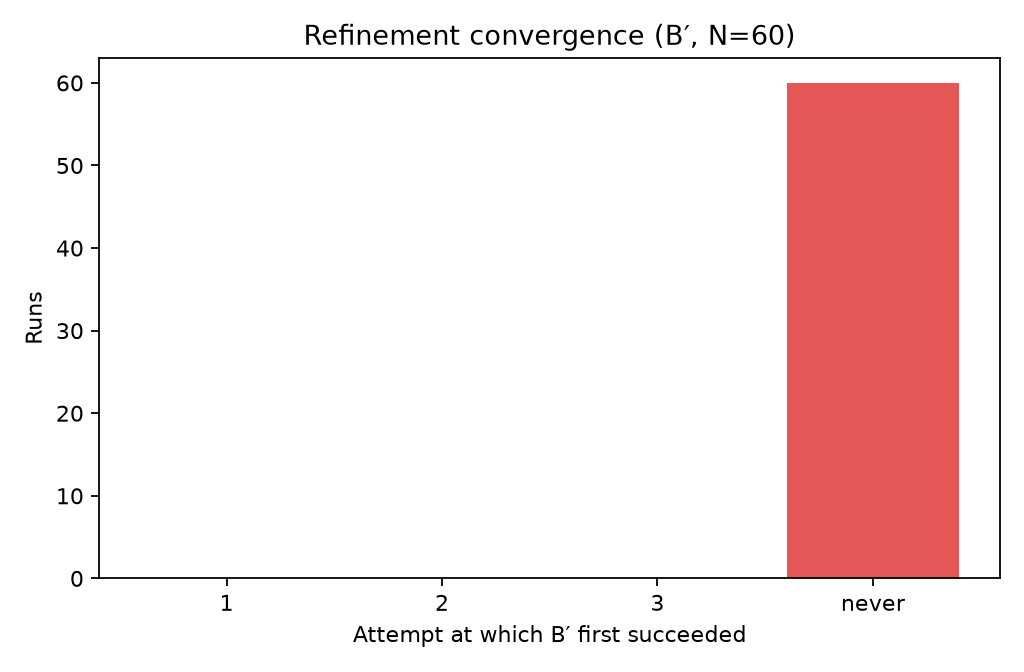 Refinement convergence (B′, N=60)
60
50
40
30
20
10
0
Runs
1 2 3 never
Attempt at which B′ first succeeded